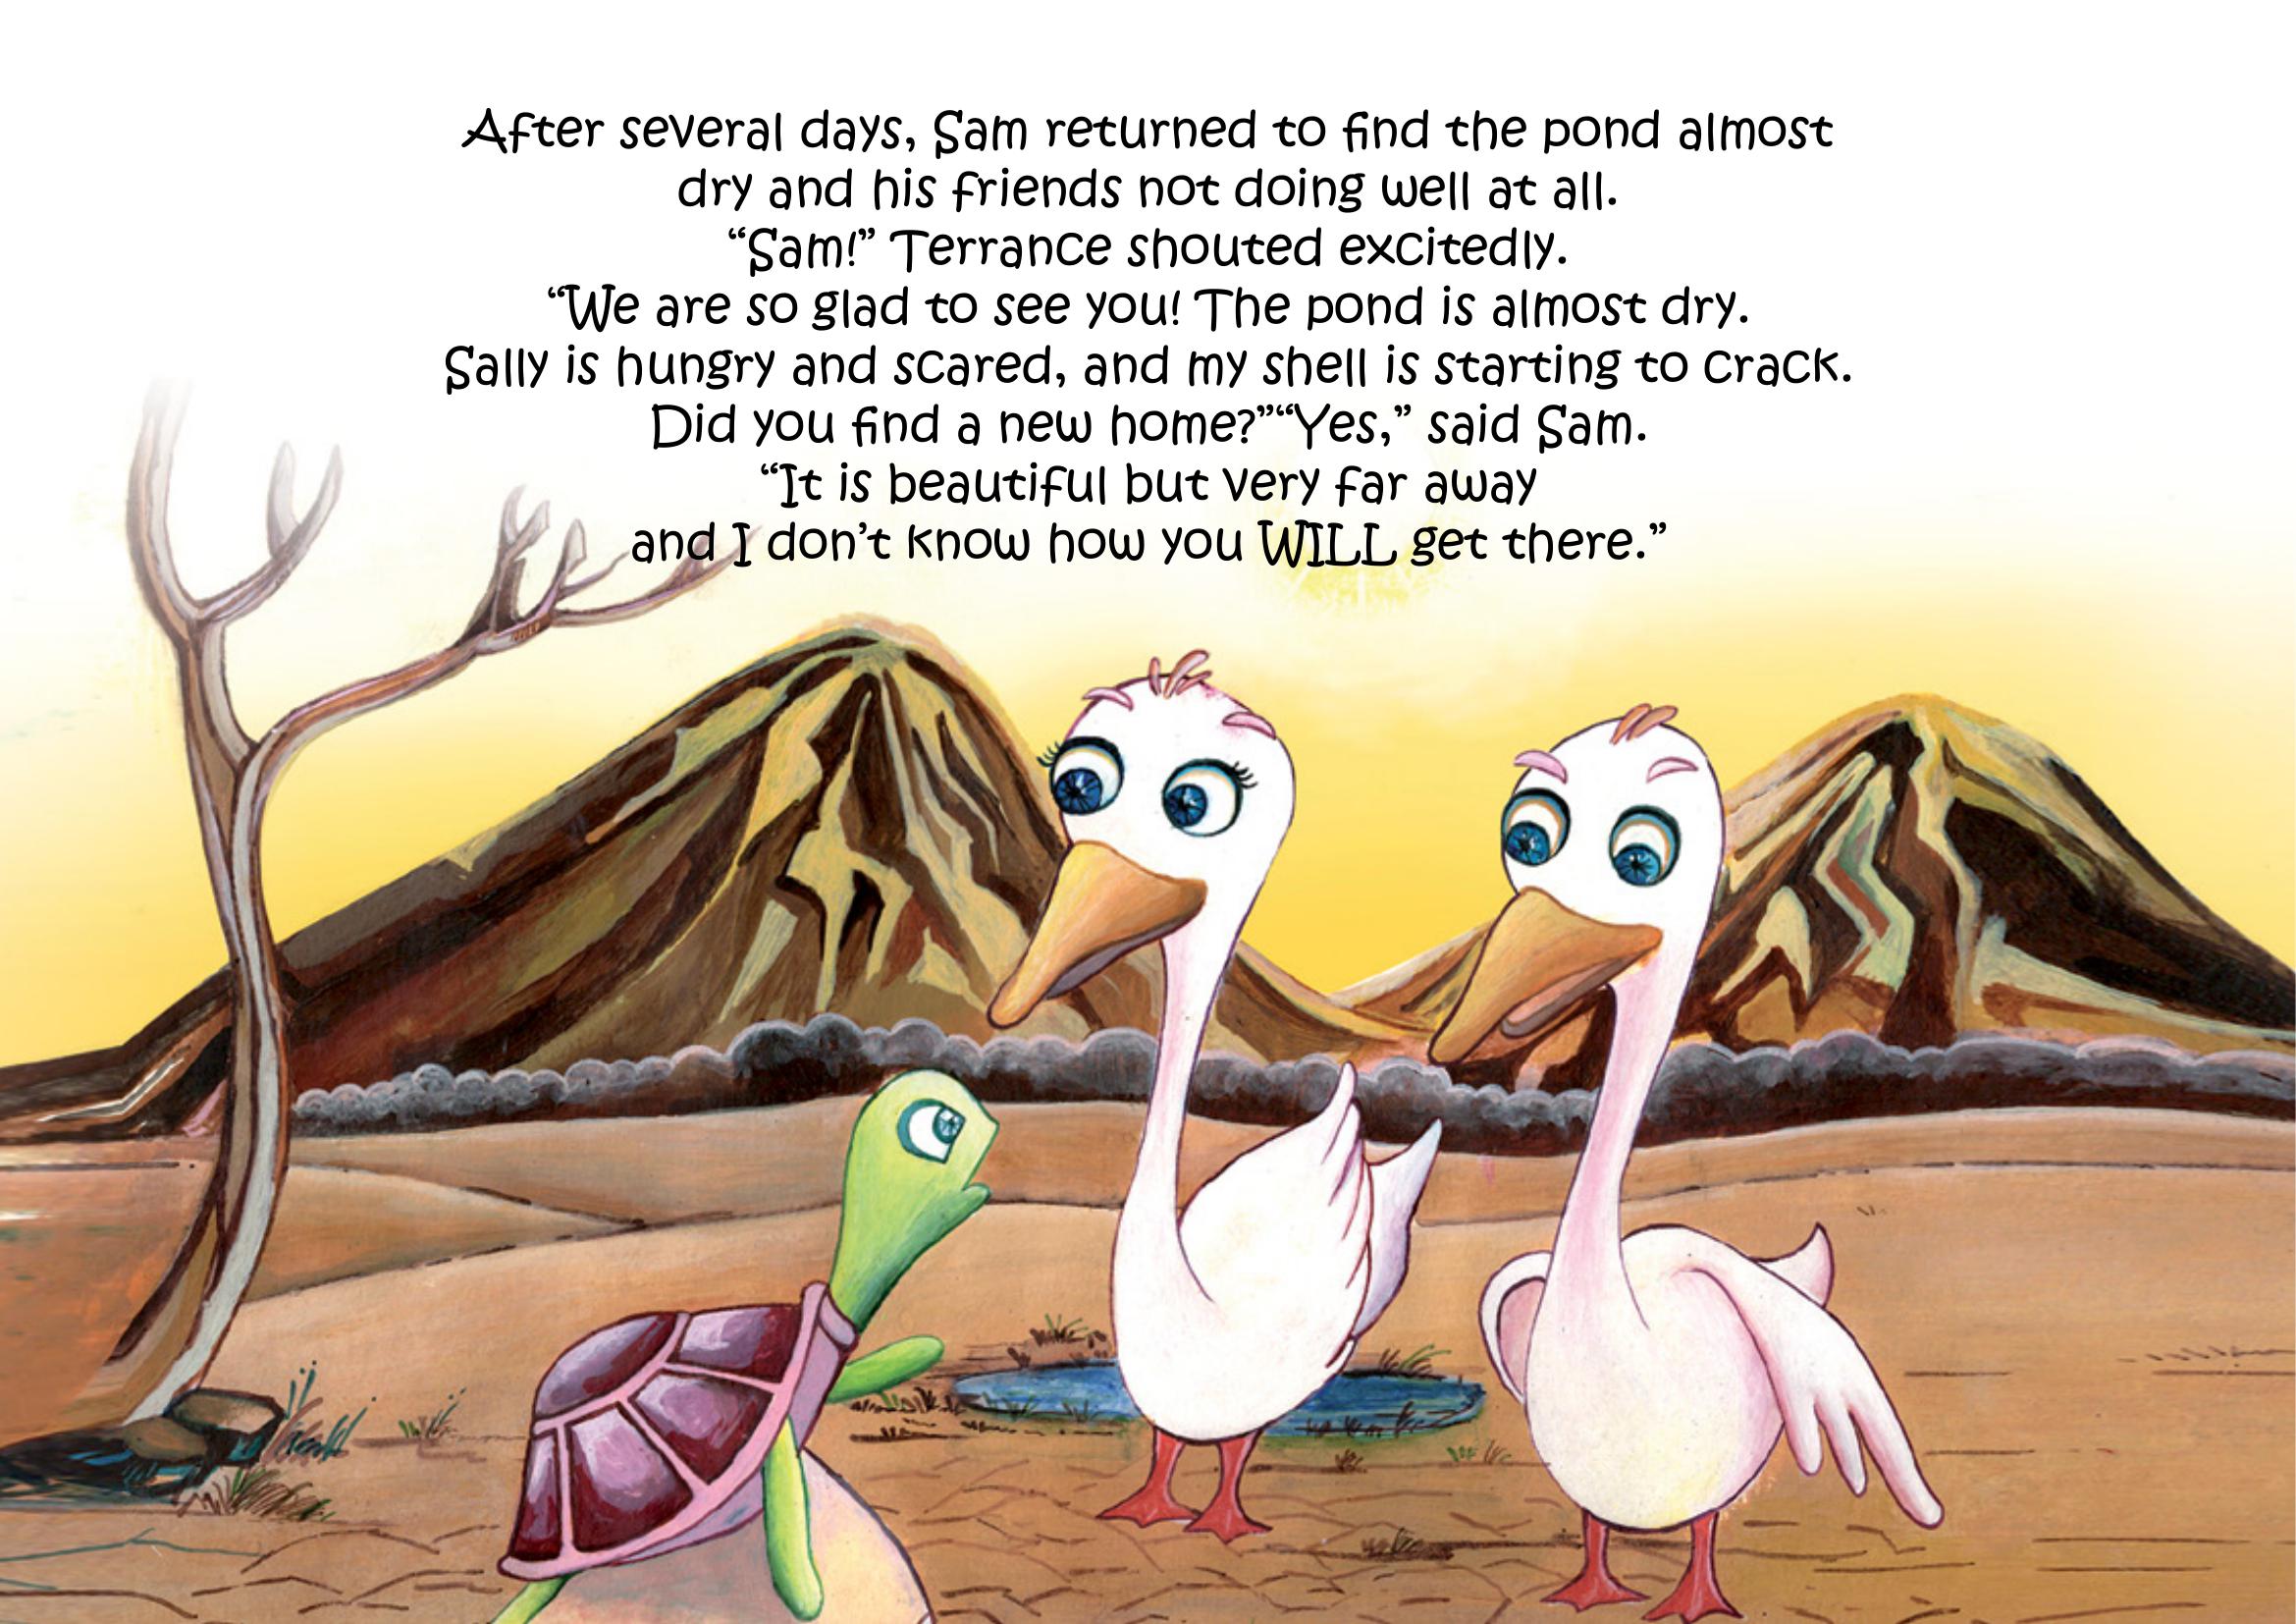 After several days, Sam returned to find the pond almost
dry and his friends not doing well at all.
“Sam!” Terrance shouted excitedly.
“We are so glad to see you! The pond is almost dry.
Sally is hungry and scared, and my shell is starting to crack.
Did you find a new home?”“Yes,” said Sam.
“It is beautiful but very far away
and I don’t know how you WILL get there.”